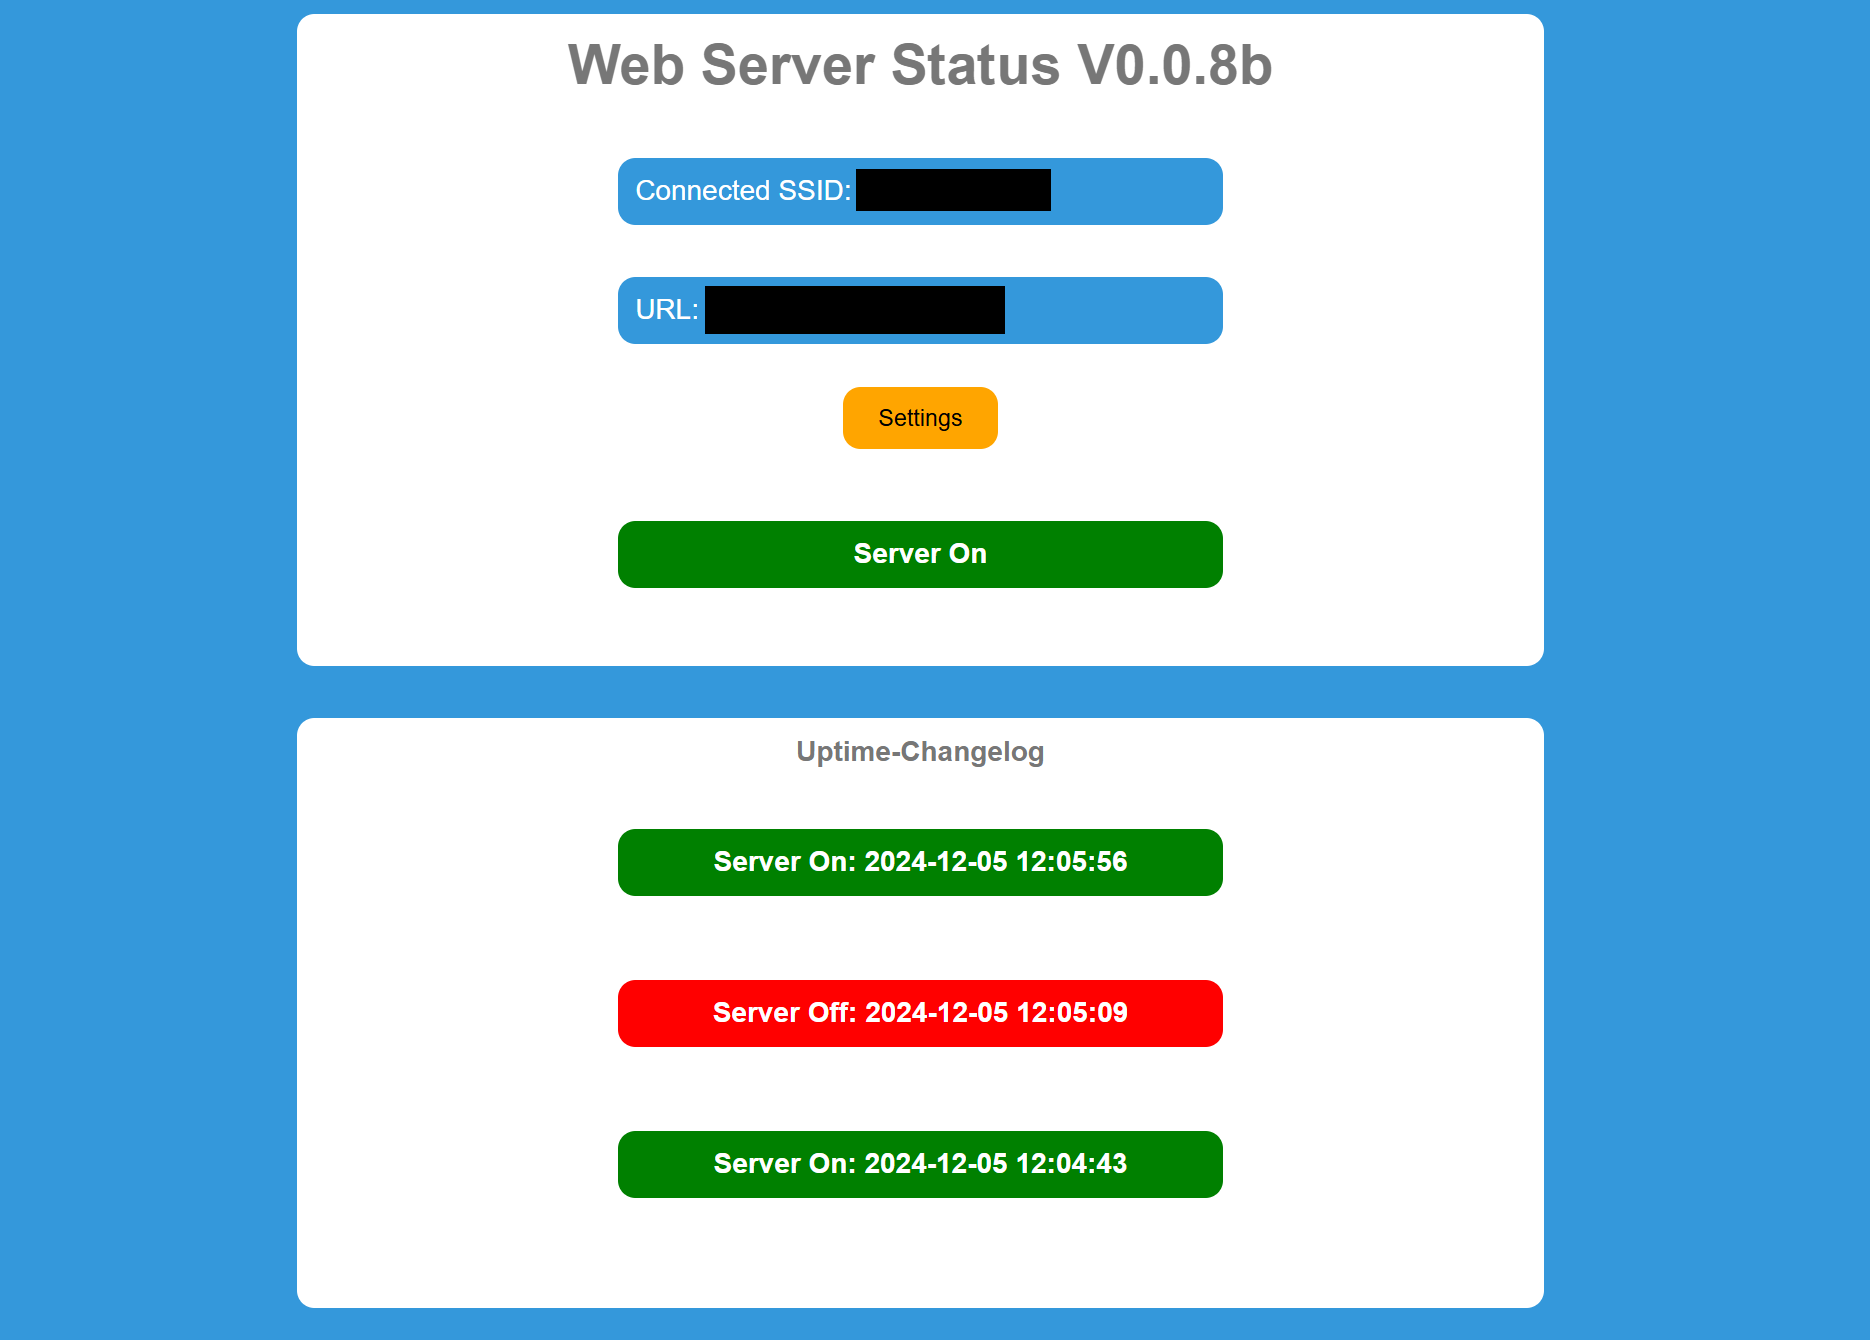 Web Server Status V0.0.8b
Connected SSID:
URL:
Settings
Server On
Uptime-Changelog
Server On: 2024-12-05 12:05:56
Server Off: 2024-12-05 12:05:09
Server On: 2024-12-05 12:04:43